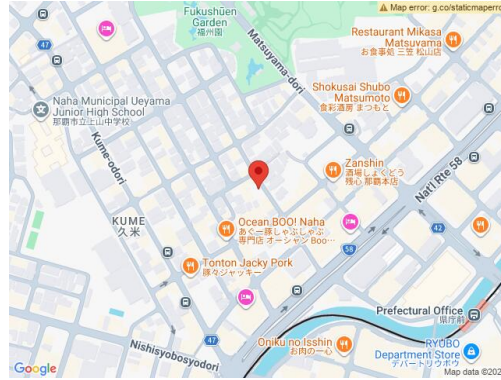 Map error: g.co/staticmaperro
Fukushūen
Garden
福州園
Matsuyama-dori
Restaurant Mikasa
Matsuyama
お食事処 三笠 松山店
47
Shokusai Shubo
Matsumoto
食彩酒房 まつもと
Naha Municipal Ueyama
Junior High School
那覇市立上山中学校
Kume-odori
Zanshin
酒場しょくどう
残心 那覇本店
Nat'l Rte 58
KUME
久米
Ocean BOO! Naha
あぐー豚しゃぶしゃぶ
専門店 オーシャン Boo…
42
58
Tonton Jacky Pork
豚々ジャッキー
Prefectural Office
県庁前
Nishisyobosyodori
47
Oniku no Isshin
お肉の一心
RYUBO
Department Store
デパートリウボウ
Google
Map data ©202